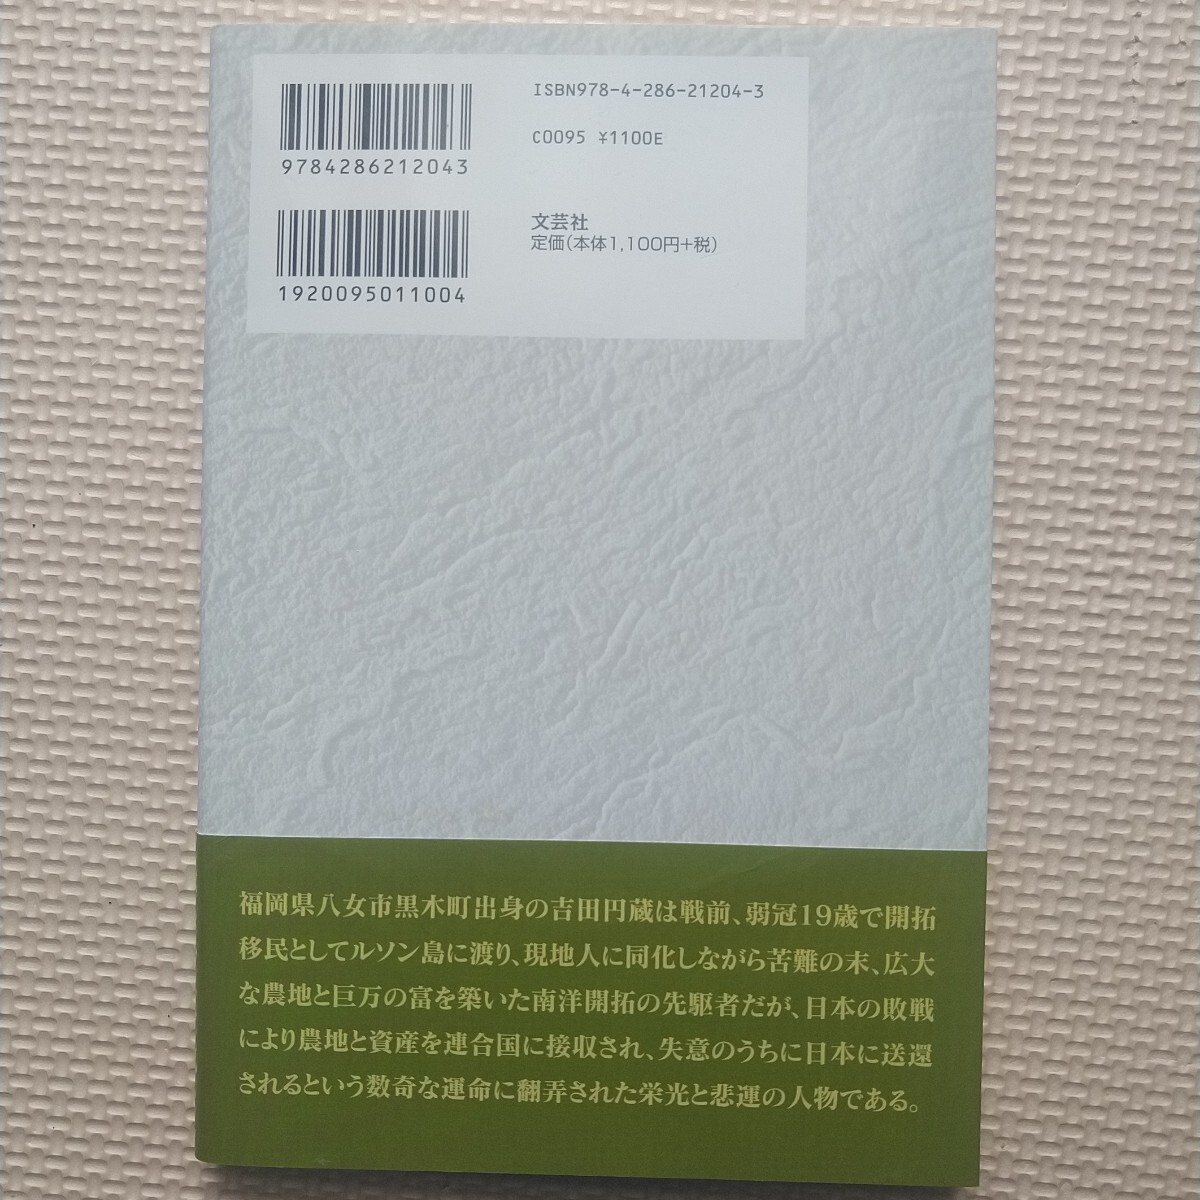 ISBN978-4-286-21204-3
C0095 ¥1100E
9784286212043
文芸社
定価(本体1,100円+税)
1920095011004
福岡県八女市黒木町出身の吉田円蔵は戦前、弱冠19歳で開拓
移民としてルソン島に渡り、現地人に同化しながら苦難の末、広大
な農地と巨万の富を築いた南洋開拓の先駆者だが、日本の敗戦
により農地と資産を連合国に接収され、失意のうちに日本に送還
されるという数奇な運命に翻弄された栄光と悲運の人物である。